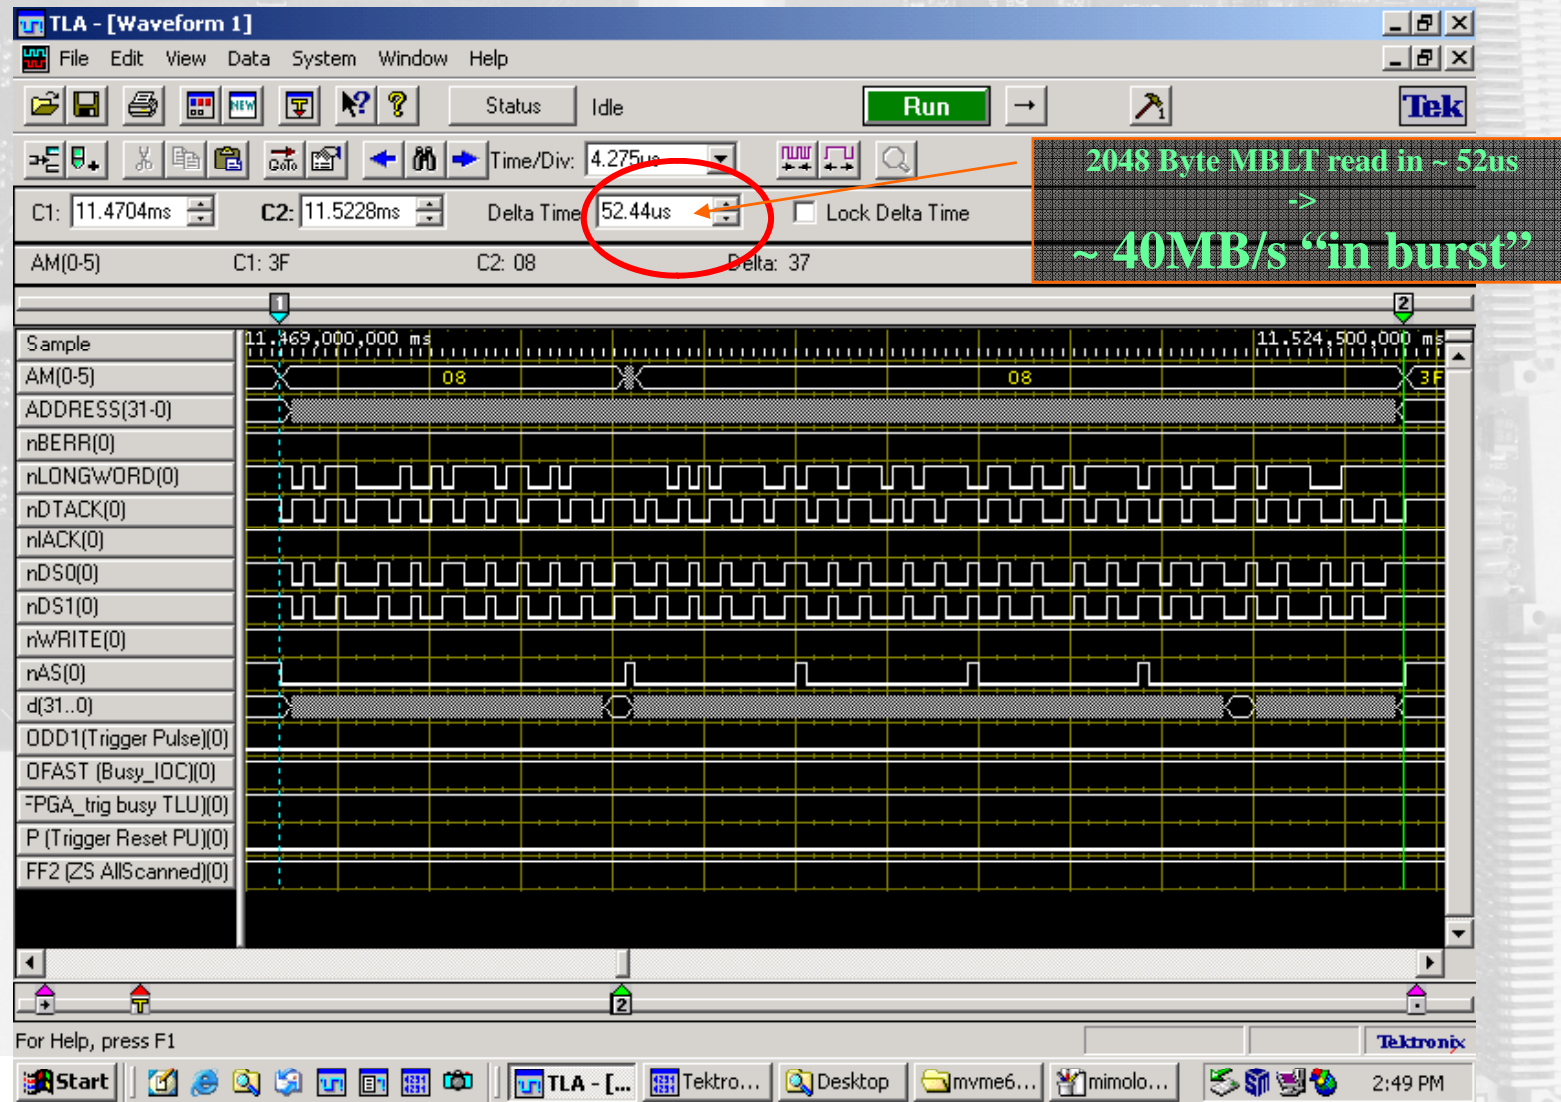 TLA - [Waveform 1]
File Edit View Data System Window Help
NEW Status Idle Run Tek
Goto Time/Div: 4.275us
2048 Byte MBLT read in ~ 52us
->
~ 40MB/s “in burst”
C1: 11.4704ms C2: 11.5228ms Delta Time: 52.44us Lock Delta Time
AM(0-5) C1: 3F C2: 08 Delta: 37
1 2
Sample 11.469,000,000 ms 11.524,500,000 ms
AM(0-5) 08 08 3F
ADDRESS(31-0)
nBERR(0)
nLONGWORD(0)
nDTACK(0)
nIACK(0)
nDS0(0)
nDS1(0)
nWRITE(0)
nAS(0)
d(31..0)
ODD1(Trigger Pulse)(0)
OFAST (Busy_IOC)(0)
FPGA_trig busy TLU)(0)
P (Trigger Reset PU)(0)
FF2 (ZS AllScanned)(0)
T 2
For Help, press F1 Tektronix
Start TLA - [... Tektro... Desktop mvme6... mimolo... 2:49 PM